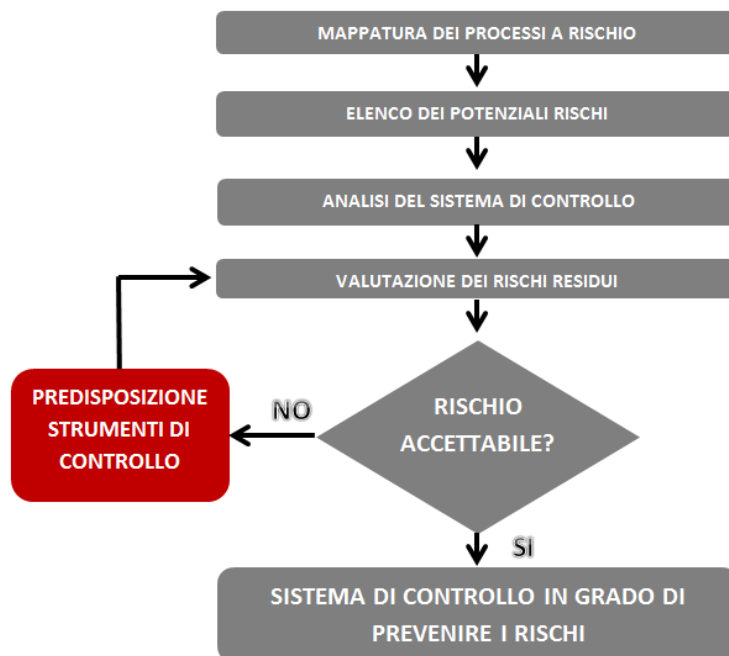 MAPPATURA DEI PROCESSI A RISCHIO
ELENCO DEI POTENZIALI RISCHI
ANALISI DEL SISTEMA DI CONTROLLO
VALUTAZIONE DEI RISCHI RESIDUI
RISCHIO
ACCETTABILE?
NO
PREDISPOSIZIONE
STRUMENTI DI
CONTROLLO
SI
SISTEMA DI CONTROLLO IN GRADO DI
PREVENIRE I RISCHI